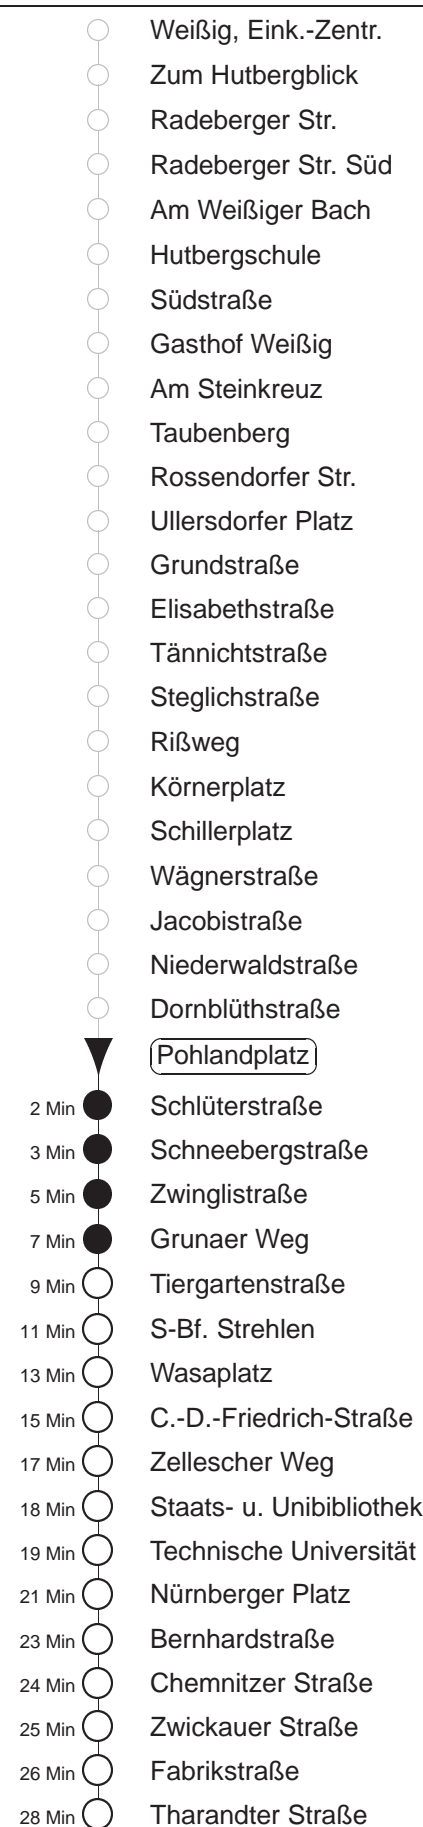 Weißig, Eink.-Zentr.
Zum Hutbergblick
Radeberger Str.
Radeberger Str. Süd
Am Weißiger Bach
Hutbergschule
Südstraße
Gasthof Weißig
Am Steinkreuz
Taubenberg
Rossendorfer Str.
Ullersdorfer Platz
Grundstraße
Elisabethstraße
Tännichtstraße
Steglichstraße
Rißweg
Körnerplatz
Schillerplatz
Wägnerstraße
Jacobistraße
Niederwaldstraße
Dornblüthstraße
Pohlandplatz
2 Min Schlüterstraße
3 Min Schneebergstraße
5 Min Zwinglistraße
7 Min Grunaer Weg
9 Min Tiergartenstraße
11 Min S-Bf. Strehlen
13 Min Wasaplatz
15 Min C.-D.-Friedrich-Straße
17 Min Zellescher Weg
18 Min Staats- u. Unibibliothek
19 Min Technische Universität
21 Min Nürnberger Platz
23 Min Bernhardstraße
24 Min Chemnitzer Straße
25 Min Zwickauer Straße
26 Min Fabrikstraße
28 Min Tharandter Straße